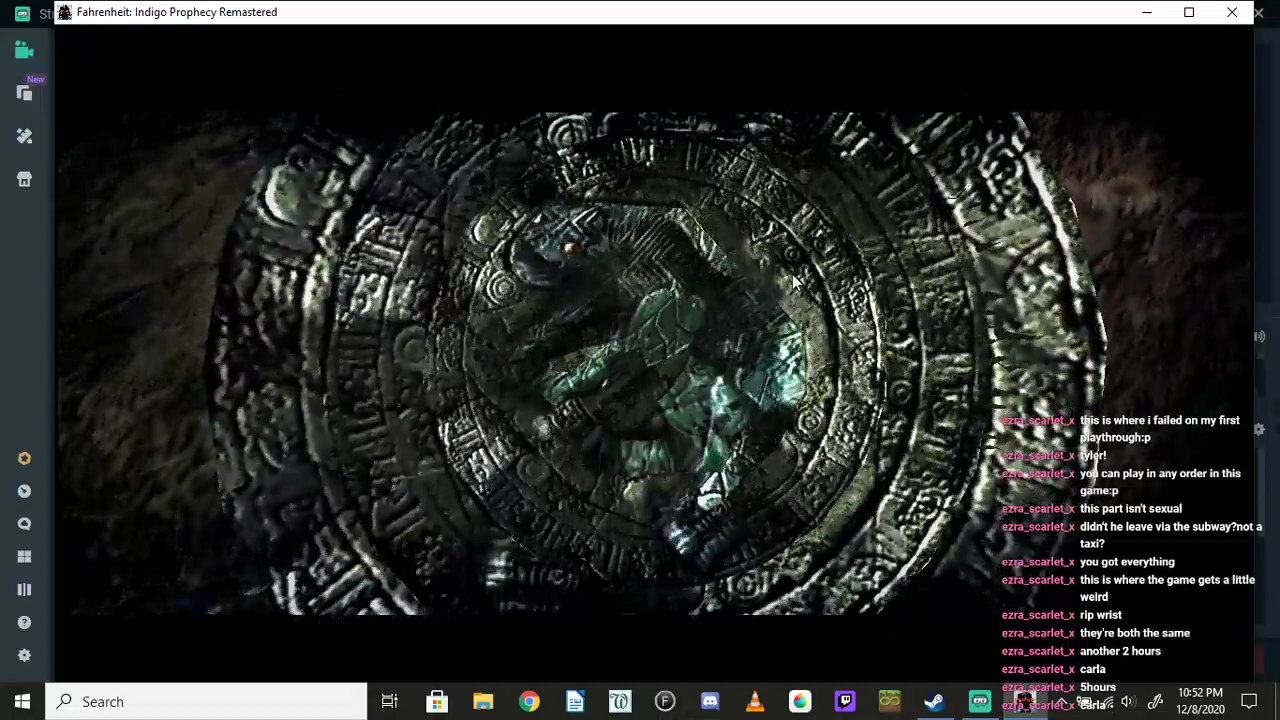 St
Fahrenheit: Indigo Prophecy Remastered
New
ezra_scarlet_x this is where i failed on my first
playthrough:p
ezra_scarlet_x tyler!
ezra_scarlet_x you can play in any order in this
game:p
ezra_scarlet_x this part isn't sexual
ezra_scarlet_x didn't he leave via the subway?not a
taxi?
ezra_scarlet_x you got everything
ezra_scarlet_x this is where the game gets a little
weird
ezra_scarlet_x rip wrist
ezra_scarlet_x they're both the same
ezra_scarlet_x another 2 hours
ezra_scarlet_x carla
ezra_scarlet_x 5hours
ezra_scarlet_x carla
Search
10:52 PM
12/8/2020